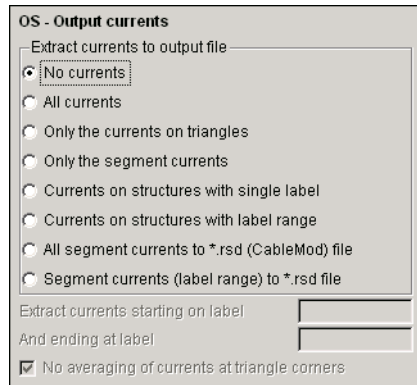 OS - Output currents
Extract currents to output file
No currents
All currents
Only the currents on triangles
Only the segment currents
Currents on structures with single label
Currents on structures with label range
All segment currents to *.rsd (CableMod) file
Segment currents (label range) to *.rsd file
Extract currents starting on label
And ending at label
No averaging of currents at triangle corners